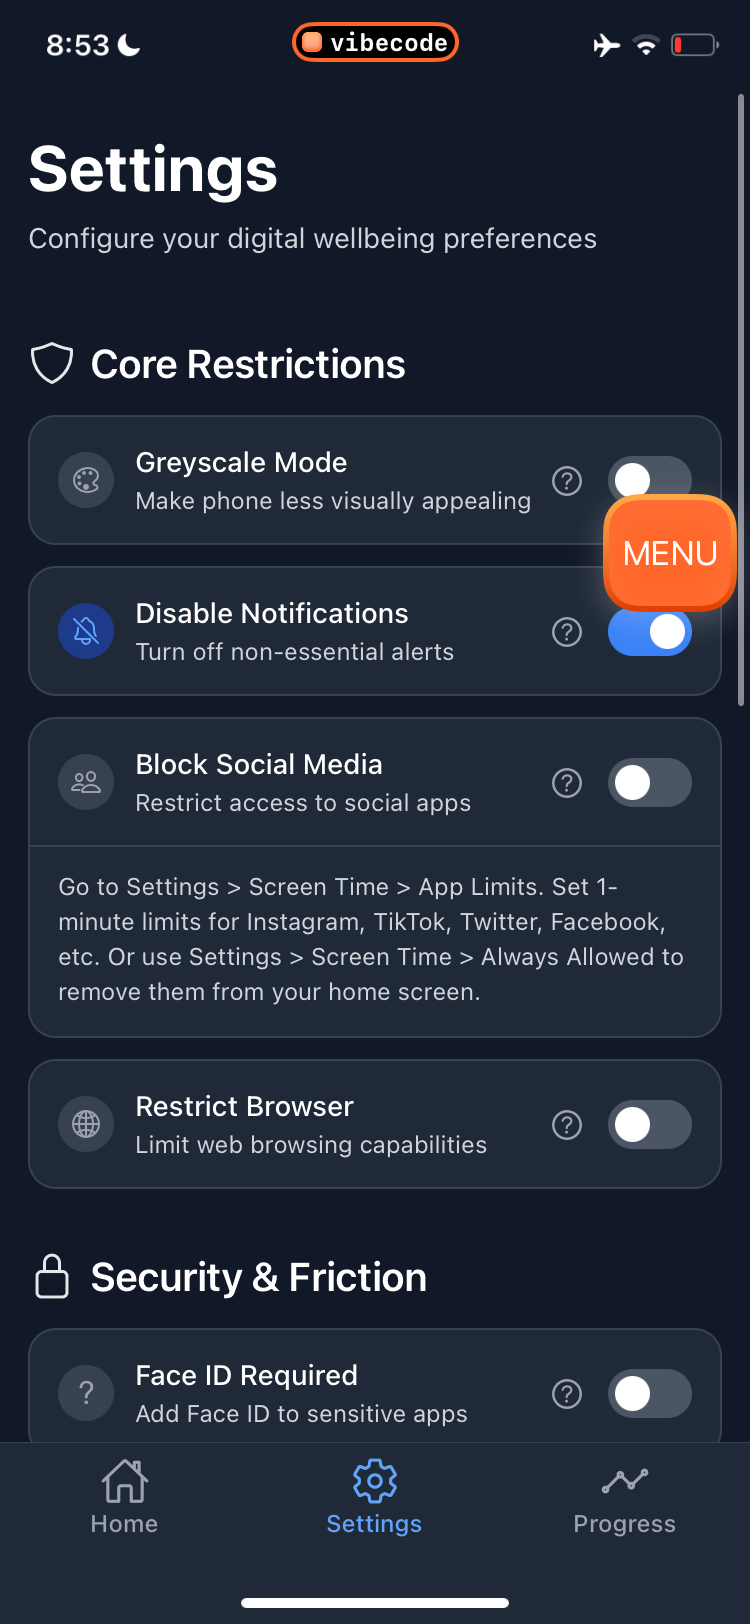 8:53
vibecode
Settings
Configure your digital wellbeing preferences
Core Restrictions
Greyscale Mode
Make phone less visually appealing
?
MENU
Disable Notifications
Turn off non-essential alerts
?
Block Social Media
Restrict access to social apps
?
Go to Settings > Screen Time > App Limits. Set 1-
minute limits for Instagram, TikTok, Twitter, Facebook,
etc. Or use Settings > Screen Time > Always Allowed to
remove them from your home screen.
Restrict Browser
Limit web browsing capabilities
?
Security & Friction
?
Face ID Required
Add Face ID to sensitive apps
?
Home
Settings
Progress